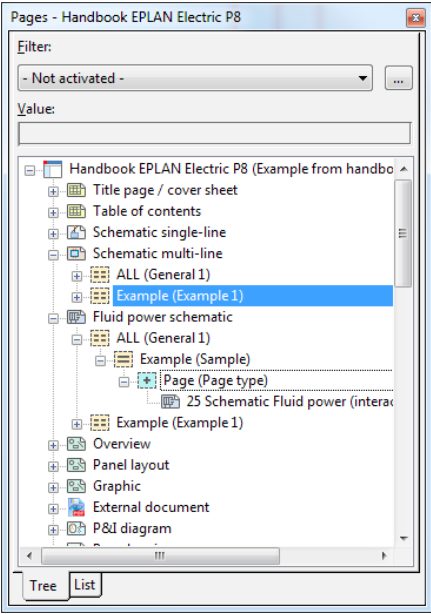 Pages - Handbook EPLAN Electric P8
Filter:
- Not activated -
...
Value:
Handbook EPLAN Electric P8 (Example from handbo
Title page / cover sheet
Table of contents
Schematic single-line
Schematic multi-line
ALL (General 1)
Example (Example 1)
Fluid power schematic
ALL (General 1)
Example (Sample)
Page (Page type)
25 Schematic Fluid power (interac
Example (Example 1)
Overview
Panel layout
Graphic
External document
P&I diagram
Tree List